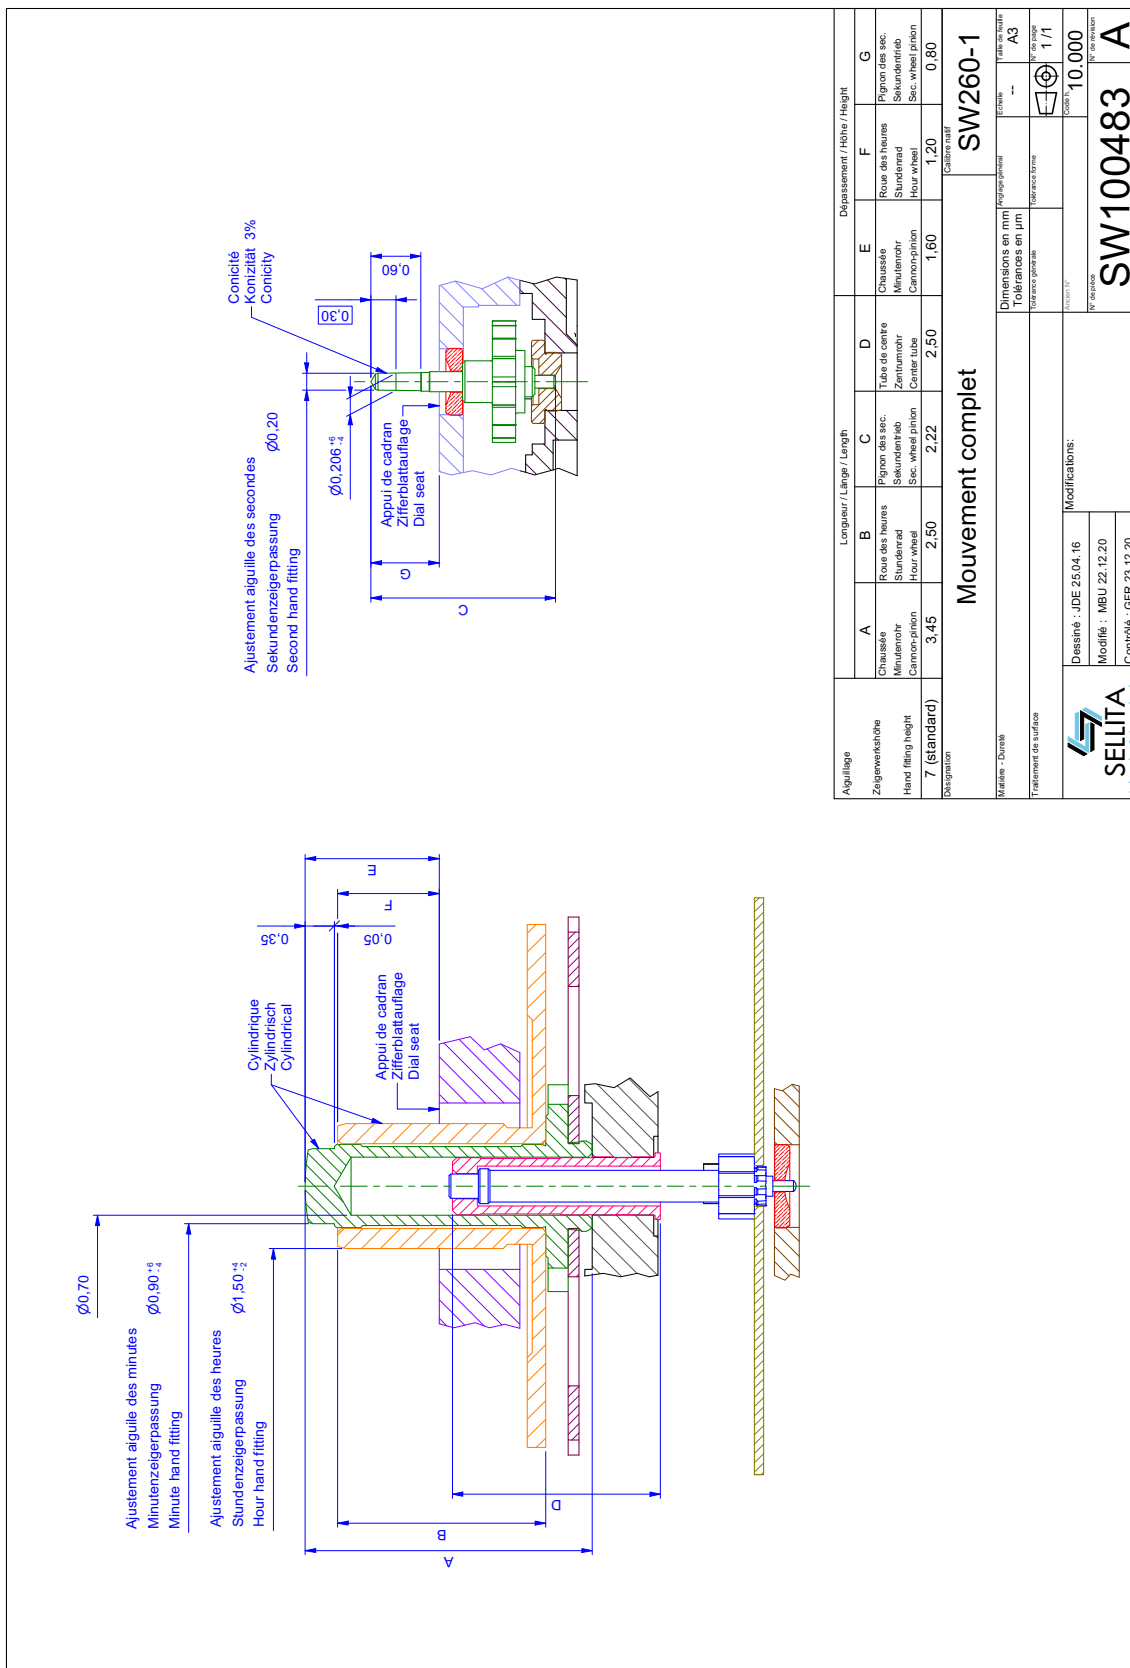 Ajustement aiguille des secondes
Sekundenzeigerpassung
Second hand fitting
Ø0,20
Ø0,206 +6 -4
Conicité
Konizität 3%
Conicity
0,30
0,60
Appui de cadran
Zifferblattauflage
Dial seat
G
C
Ø0,70
Ajustement aiguile des minutes
Minutenzeigerpassung
Minute hand fitting
Ø0,90 +6 -4
Ajustement aiguille des heures
Stundenzeigerpassung
Hour hand fitting
Ø1,50 +4 -2
Cylindrique
Zylindrisch
Cylindrical
0,35
0,05
E
F
Appui de cadran
Zifferblattauflage
Dial seat
A
B
D
Aiguillage
Zeigerwerkshöhe
Hand fitting height
Longueur / Länge / Length
Dépassement / Höhe / Height
A
B
C
D
E
F
G
Chaussée
Minutenrohr
Cannon-pinion
Roue des heures
Stundenrad
Hour wheel
Pignon des sec.
Sekundentrieb
Sec. wheel pinion
Tube de centre
Zentrumrohr
Center tube
Chaussée
Minutenrohr
Cannon-pinion
Roue des heures
Stundenrad
Hour wheel
Pignon des sec.
Sekundentrieb
Sec. wheel pinion
7 (standard) 3,45 2,50 2,22 2,50 1,60 1,20 0,80
Désignation
Mouvement complet
Calibre natif
SW260-1
Matière - Dureté
Dimensions en mm
Tolérances en µm
Anglage général
Echelle
--
Taille de feuille
A3
Traitement de surface
Tolérance générale
Tolérance forme
N° de page
1 /1
SELLITA
Dessiné : JDE 25.04.16
Modifié : MBU 22.12.20
Contrôlé : GER 23.12.20
Modifications:
Ancien N°
Code h.
10.000
N° de pièce
SW100483
N° de révision
A